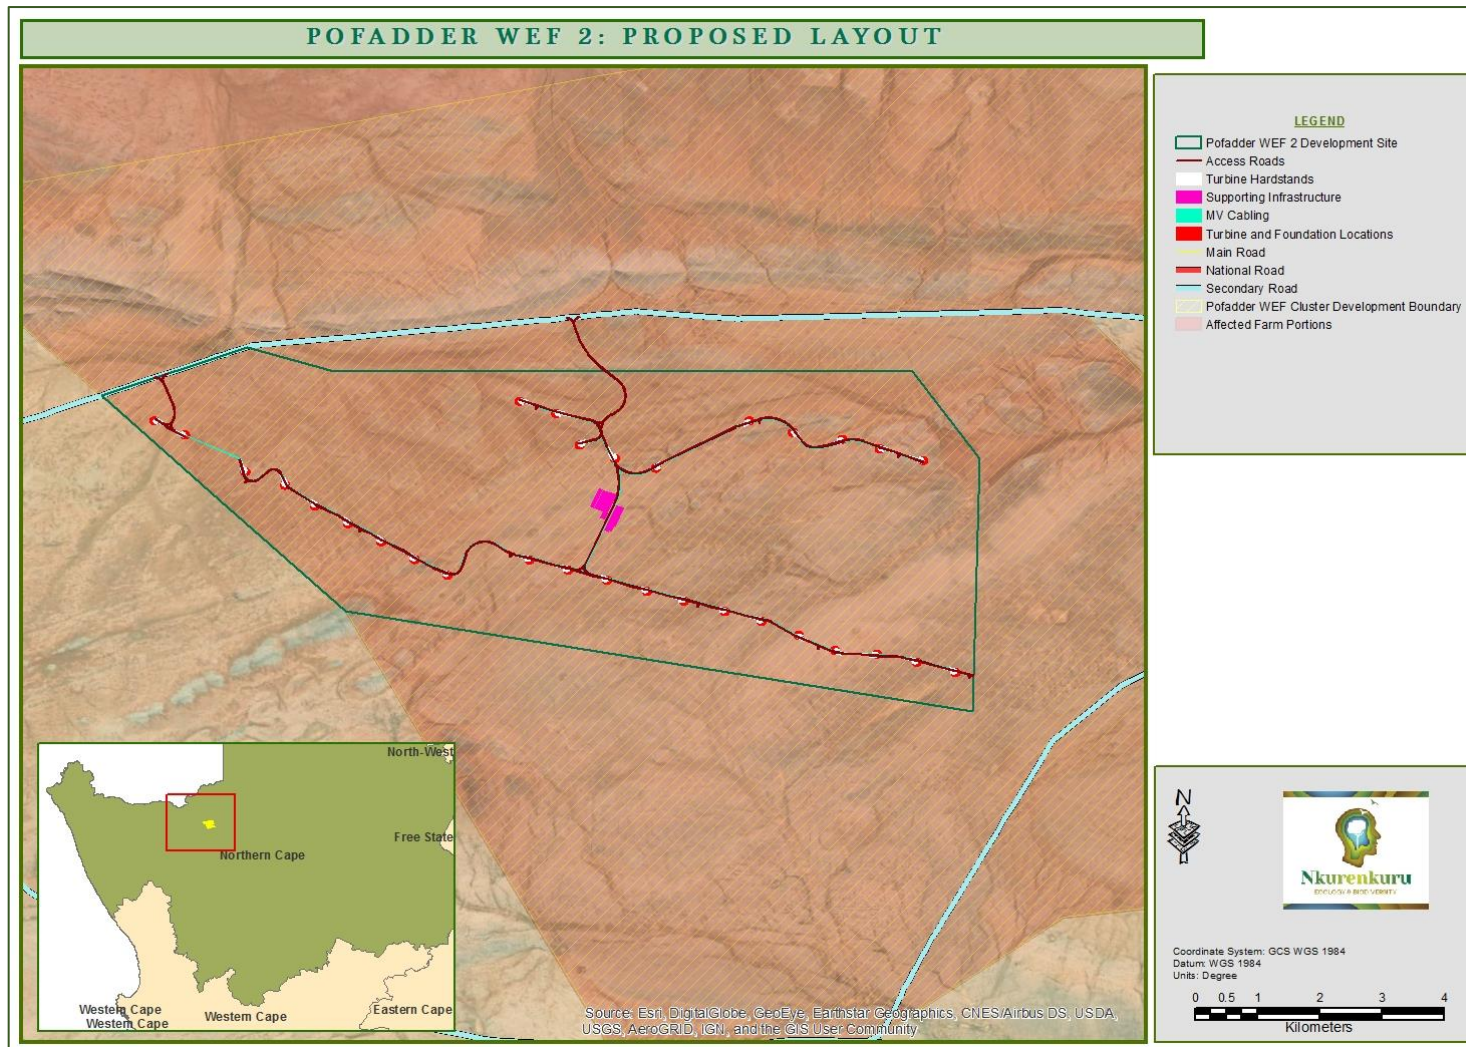 POFADDER WEF 2: PROPOSED LAYOUT
LEGEND
Pofadder WEF 2 Development Site
Access Roads
Turbine Hardstands
Supporting Infrastructure
MV Cabling
Turbine and Foundation Locations
Main Road
National Road
Secondary Road
Pofadder WEF Cluster Development Boundary
Affected Farm Portions
North-West
Free State
Northern Cape
Western Cape
Western Cape
Western Cape
Eastern Cape
Source: Esri, DigitalGlobe, GeoEye, Earthstar Geographics, CNES/Airbus DS, USDA,
USGS, AeroGRID, IGN, and the GIS User Community
N
Nkurenkuru
ECOLOGY & BIODIVERSITY
Coordinate System: GCS WGS 1984
Datum: WGS 1984
Units: Degree
0 0.5 1 2 3 4
Kilometers